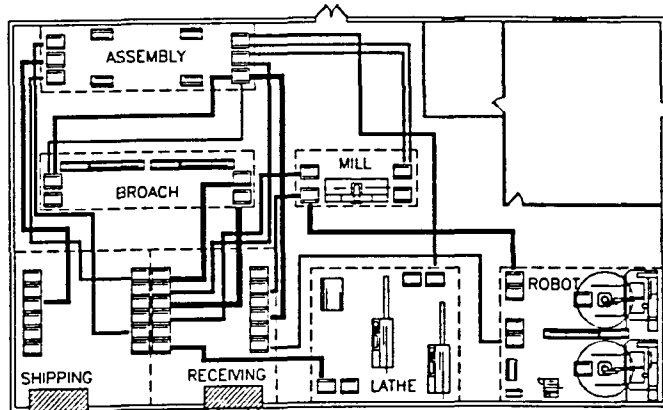 ASSEMBLY
MILL
BROACH
ROBOT
SHIPPING
RECEIVING
LATHE